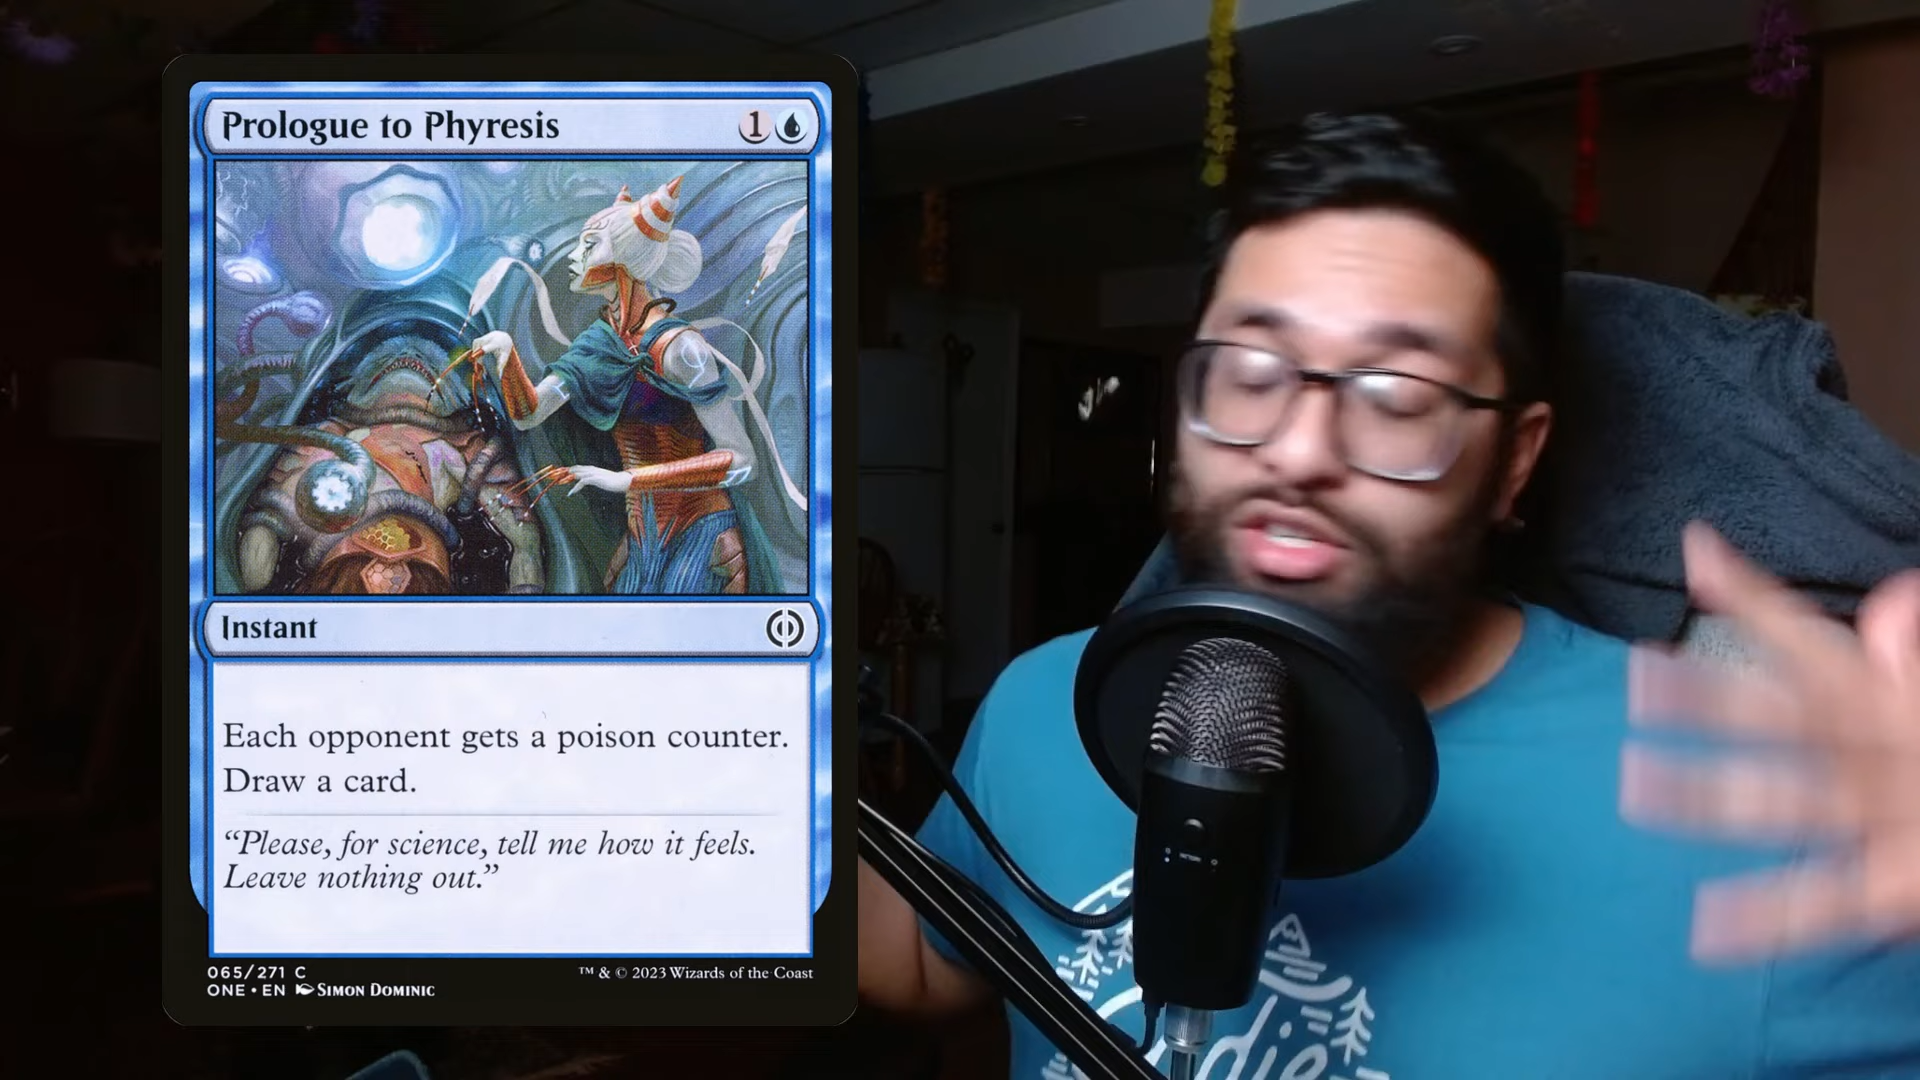 Prologue to Phyresis
1
Instant
Each opponent gets a poison counter.
Draw a card.
“Please, for science, tell me how it feels.
Leave nothing out.”
065/271 C
ONE • EN SIMON DOMINIC
™ & © 2023 Wizards of the Coast